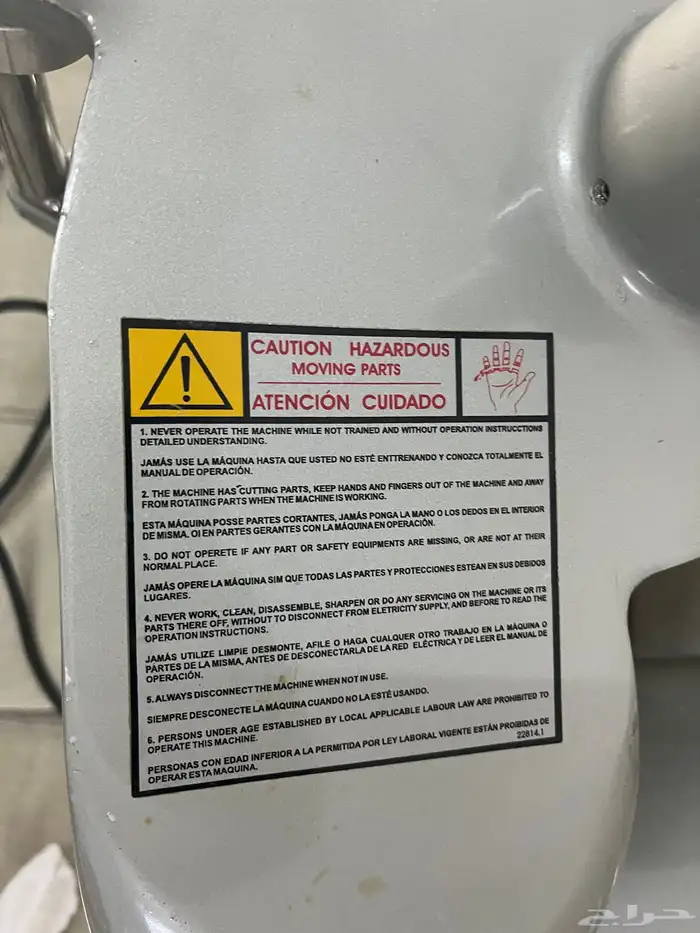 CAUTION HAZARDOUS
MOVING PARTS
ATENCIÓN CUIDADO
1. NEVER OPERATE THE MACHINE WHILE NOT TRAINED AND WITHOUT OPERATION INSTRUCCTIONS
DETAILED UNDERSTANDING.
JAMÁS USE LA MÁQUINA HASTA QUE USTED NO ESTÉ ENTTRENANDO Y CONOZCA TOTALMENTE EL
MANUAL DE OPERACIÓN.
2. THE MACHINE HAS CUTTING PARTS, KEEP HANDS AND FINGERS OUT OF THE MACHINE AND AWAY
FROM ROTATING PARTS WHEN THE MACHINE IS WORKING.
ESTA MÁQUINA POSSE PARTES CORTANTES, JAMÁS PONGA LA MANO O LOS DEDOS EN EL INTERIOR
DE MISMA. OI EN PARTES GERANTES CON LA MÁQUINA EN OPERACIÓN.
3. DO NOT OPERETE IF ANY PART OR SAFETY EQUIPMENTS ARE MISSING, OR ARE NOT AT THEIR
NORMAL PLACE.
JAMÁS OPERE LA MÁQUINA SIM QUE TODAS LAS PARTES Y PROTECCIONES ESTEAN EN SUS DEBIDOS
LUGARES.
4. NEVER WORK, CLEAN, DISASSEMBLE, SHARPEN OR DO ANY SERVICING ON THE MACHINE OR ITS
PARTS THERE OFF, WITHOUT TO DISCONNECT FROM ELETRICITY SUPPLY, AND BEFORE TO READ THE
OPERATION INSTRUCTIONS.
JAMÁS UTILIZE LIMPIE DESMONTE, AFILE O HAGA CUALQUER OTRO TRABAJO EN LA MÁQUINA O
PÁRTES DE LA MISMA, ANTES DE DESCONECTARLA DE LA RED ELÉCTRICA Y DE LEER EL MANUAL DE
OPERACIÓN.
5. ALWAYS DISCONNECT THE MACHINE WHEN NOT IN USE.
SIEMPRE DESCONECTE LA MÁQUINA CUANDO NO LA ESTÉ USANDO.
6. PERSONS UNDER AGE ESTABLISHED BY LOCAL APPLICABLE LABOUR LAW ARE PROHIBITED TO
OPERATE THIS MACHINE.
PERSONAS CON EDAD INFERIOR A LA PERMITIDA POR LEY LABORAL VIGENTE ESTÁN PROIBIDAS DE
OPERAR ESTA MAQUINA.
22814.1
حراج